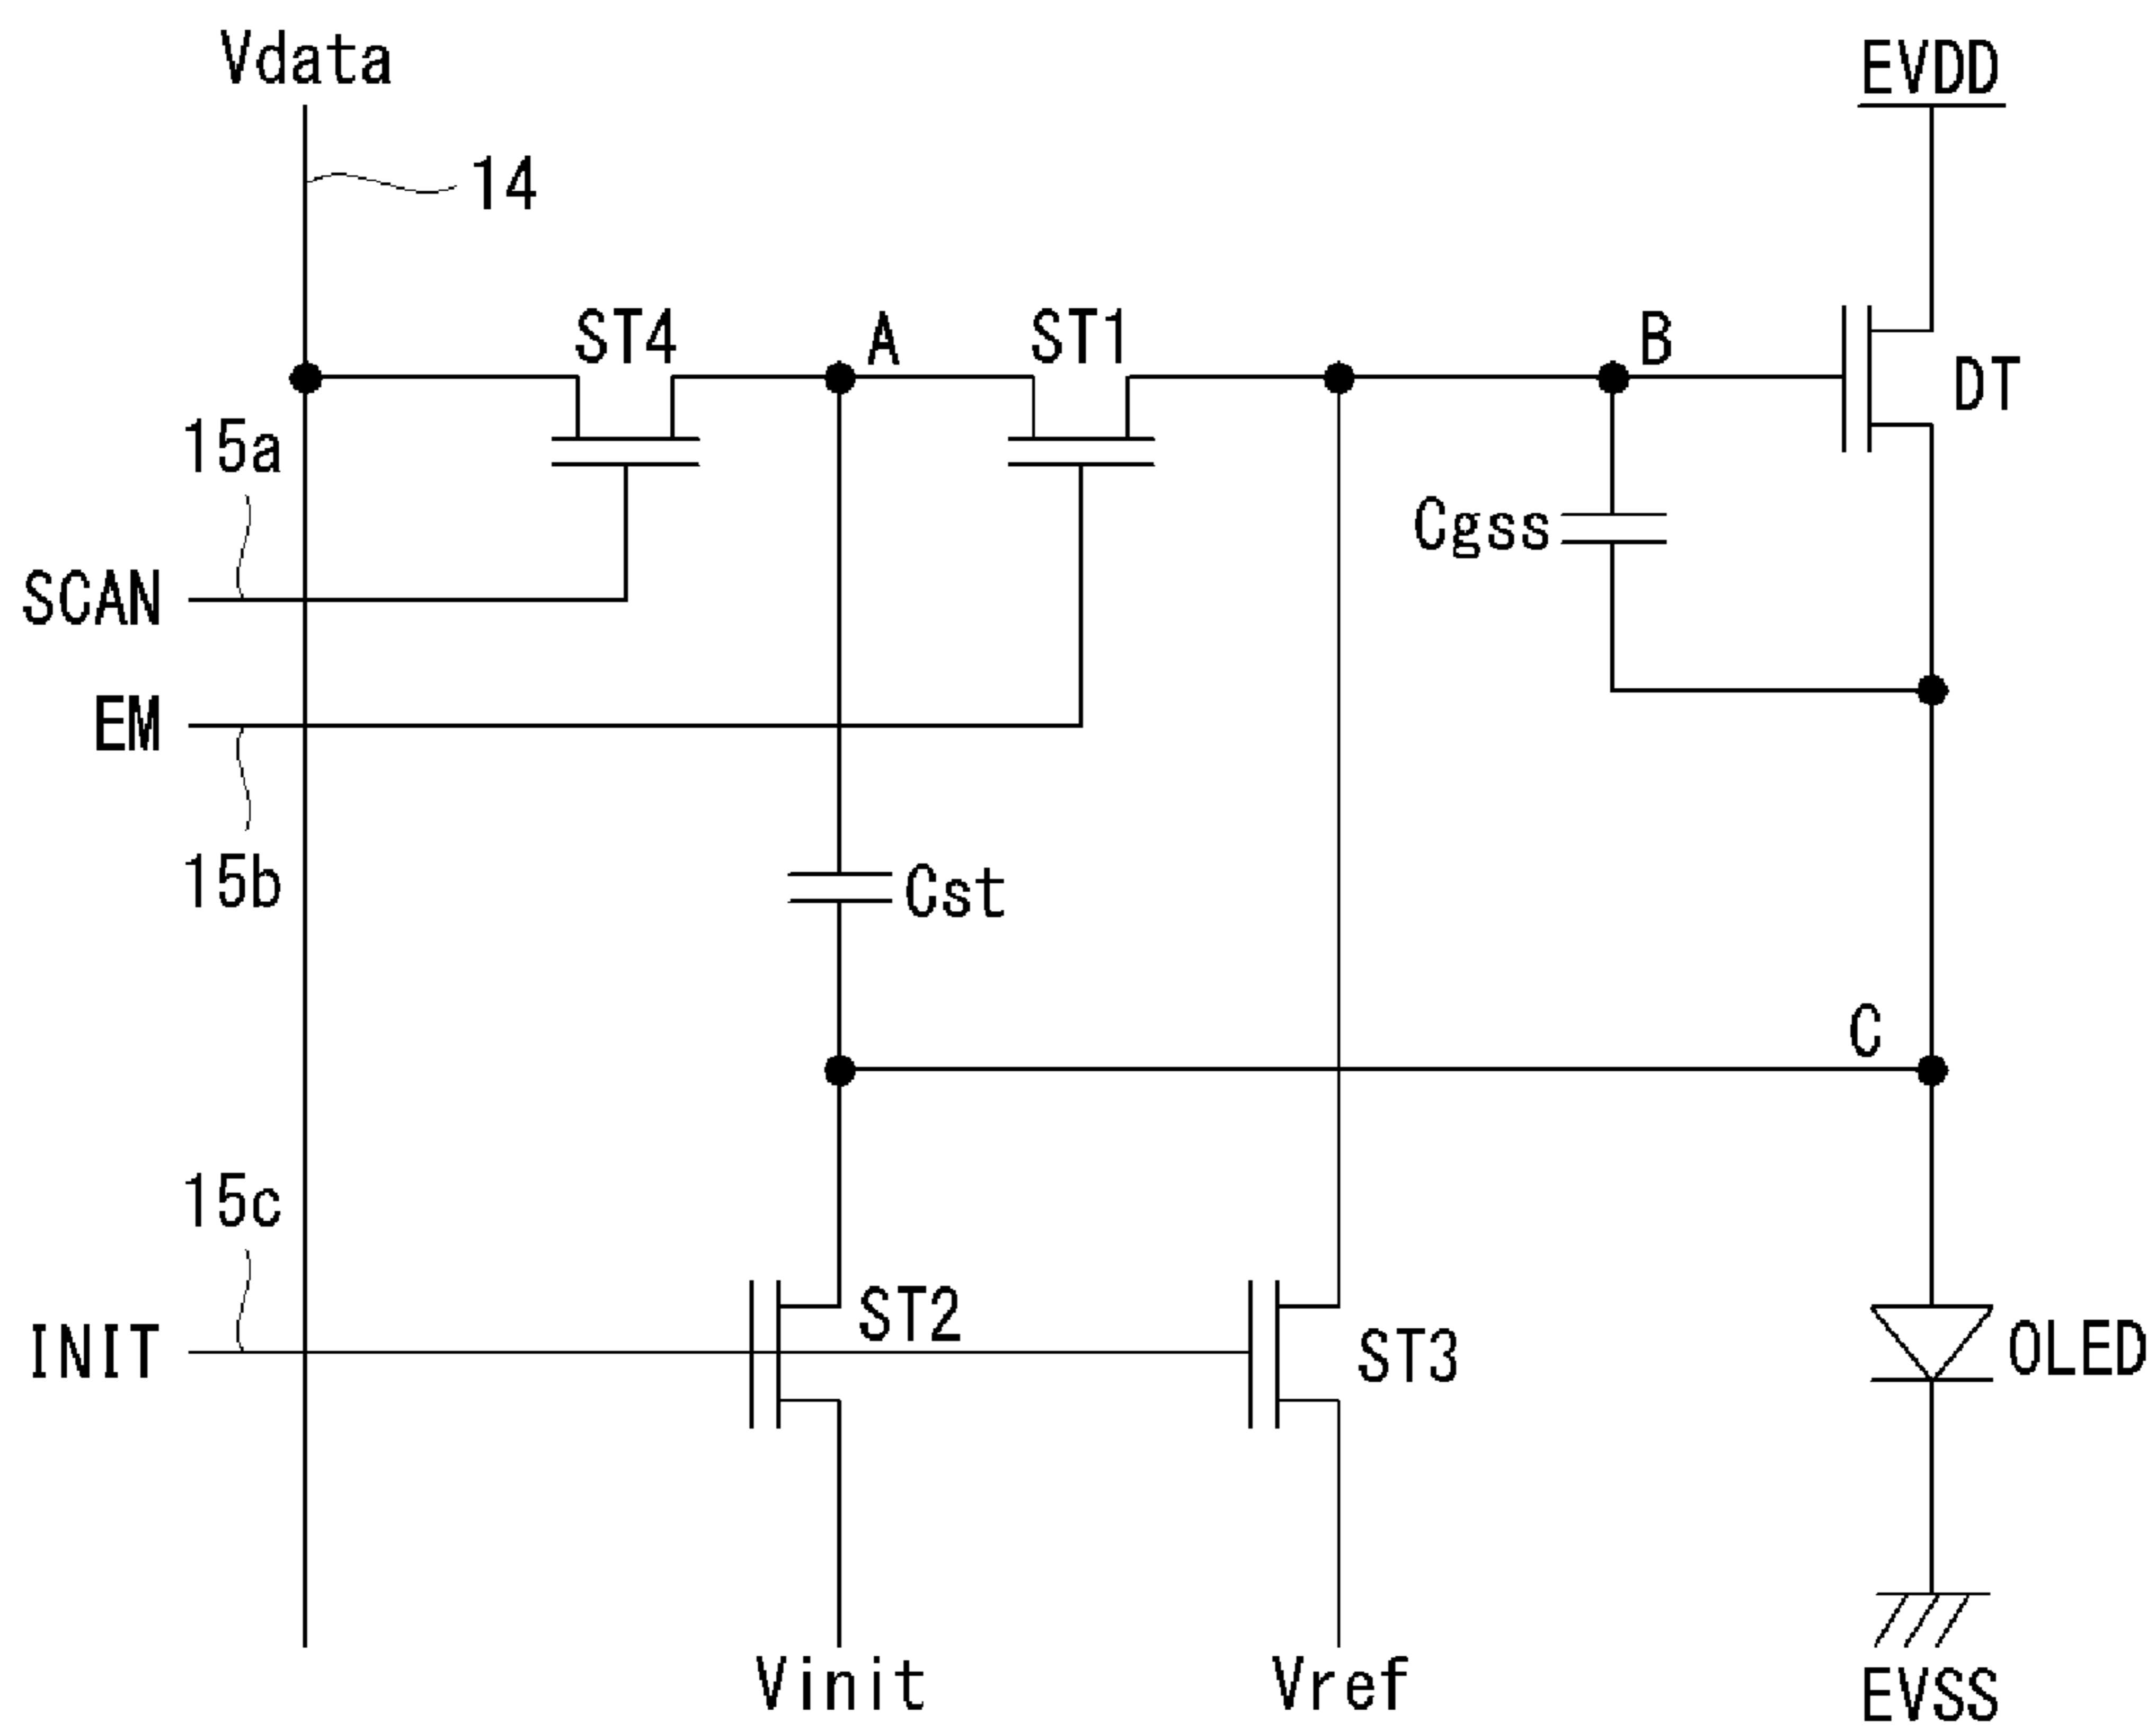 Vdata
EVDD
14
ST4
A
ST1
B
DT
15a
Cgss
SCAN
EM
15b
Cst
C
15c
ST2
INIT
ST3
OLED
Vinit
Vref
EVSS